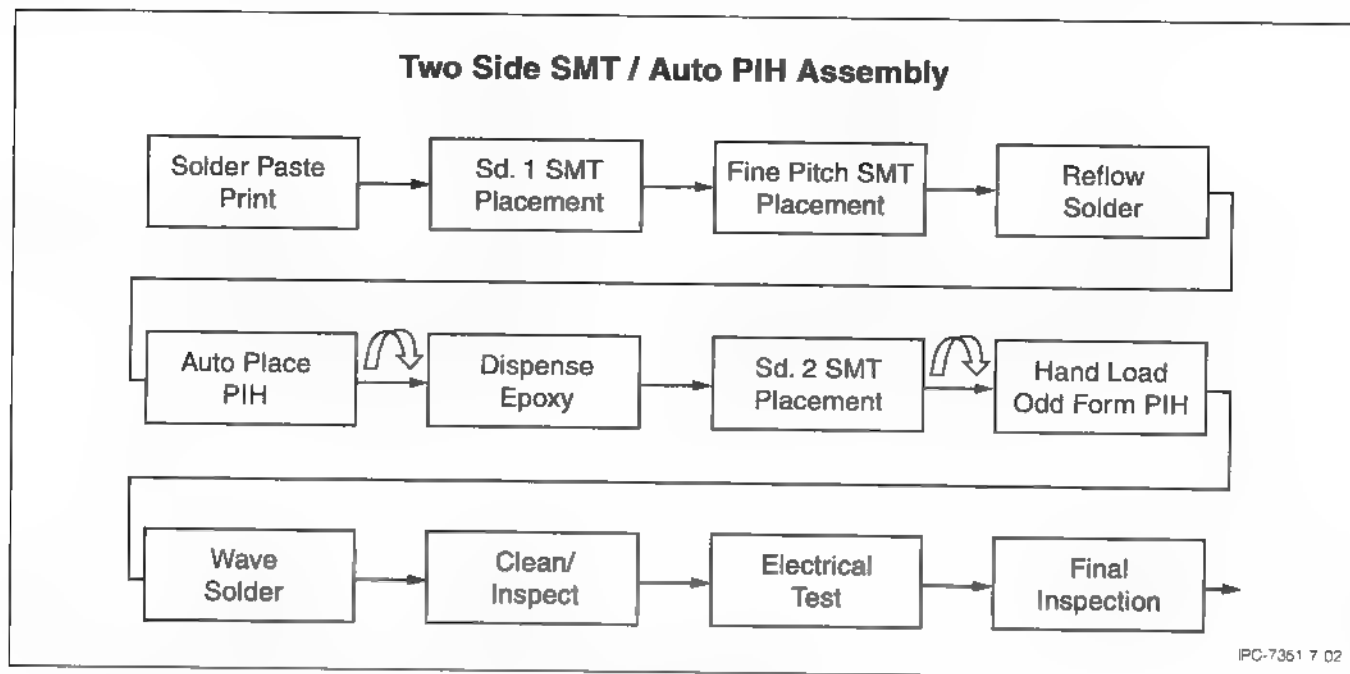 Two Side SMT / Auto PIH Assembly
Solder Paste
Print
Sd. 1 SMT
Placement
Fine Pitch SMT
Placement
Reflow
Solder
Auto Place
PIH
Dispense
Epoxy
Sd. 2 SMT
Placement
Hand Load
Odd Form PIH
Wave
Solder
Clean/
Inspect
Electrical
Test
Final
Inspection
IPC-7351 7 02